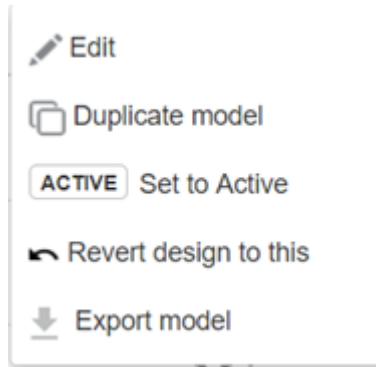 Edit
Duplicate model
ACTIVE Set to Active
Revert design to this
Export model